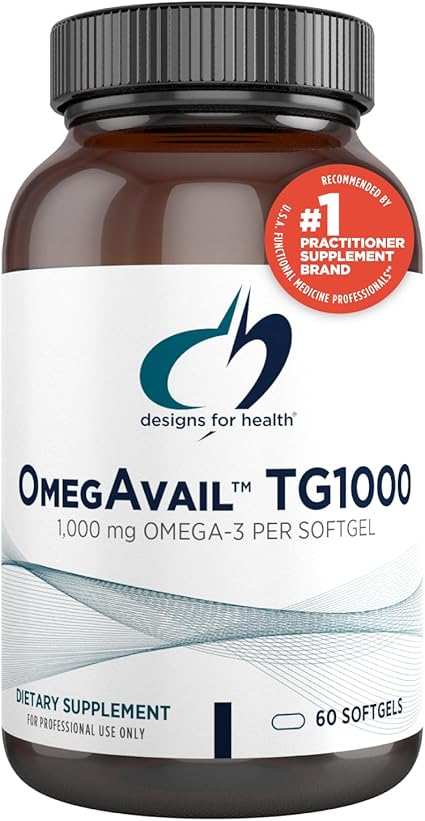 RECOMMENDED BY
U.S.A. FUNCTIONAL MEDICINE PROFESSIONALS**
#1
PRACTITIONER
SUPPLEMENT
BRAND
designs for health®
OMEGAVAIL™ TG1000
1,000 mg OMEGA-3 PER SOFTGEL
DIETARY SUPPLEMENT
FOR PROFESSIONAL USE ONLY
60 SOFTGELS